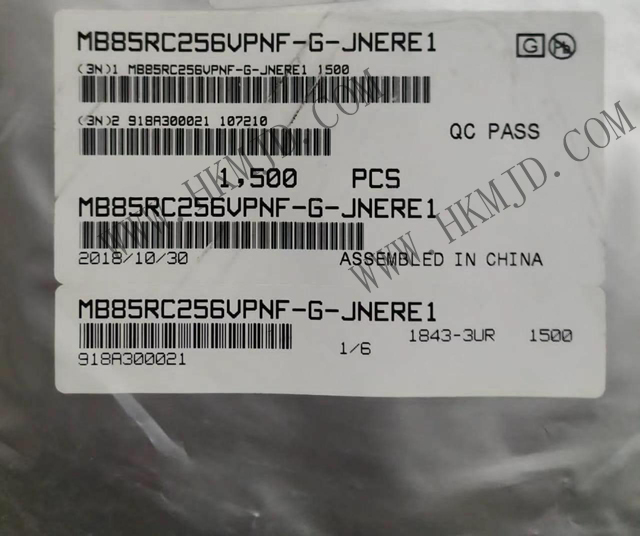 MB85RC256VPNF-G-JNERE1
G Pb
(3N)1 MB85RC256VPNF-G-JNERE1 1500
(3N)2 918A300021 107210
QC PASS
1,500 PCS
MB85RC256VPNF-G-JNERE1
2018/10/30 ASSEMBLED IN CHINA
MB85RC256VPNF-G-JNERE1
1/6 1843-3UR 1500
918A300021
WWW.HKMJD.COM
WWW.HKMJD.COM